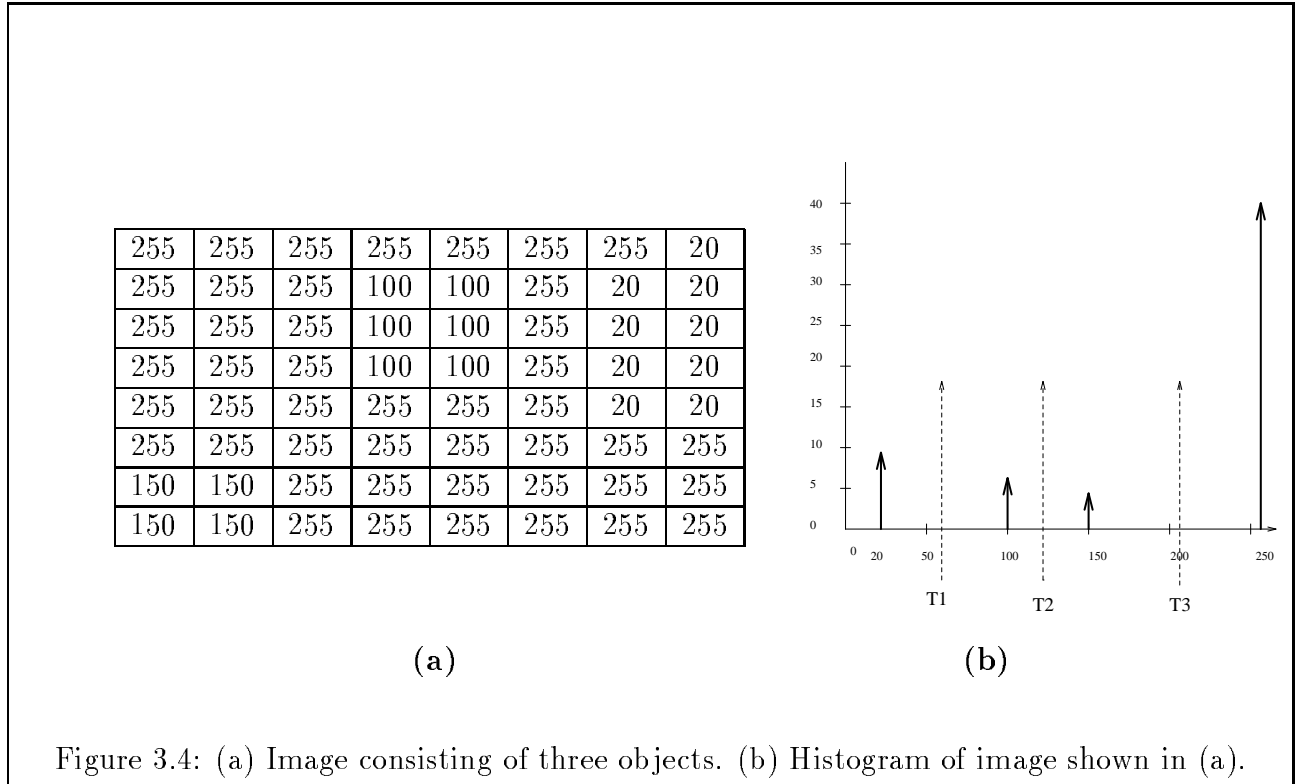 255 255 255 255 255 255 255 20
255 255 255 100 100 255 20 20
255 255 255 100 100 255 20 20
255 255 255 100 100 255 20 20
255 255 255 255 255 255 20 20
255 255 255 255 255 255 255 255
150 150 255 255 255 255 255 255
150 150 255 255 255 255 255 255
(a)
40
35
30
25
20
15
10
5
0
0 20 50 100 150 200 250
T1 T2 T3
(b)
Figure 3.4: (a) Image consisting of three objects. (b) Histogram of image shown in (a).